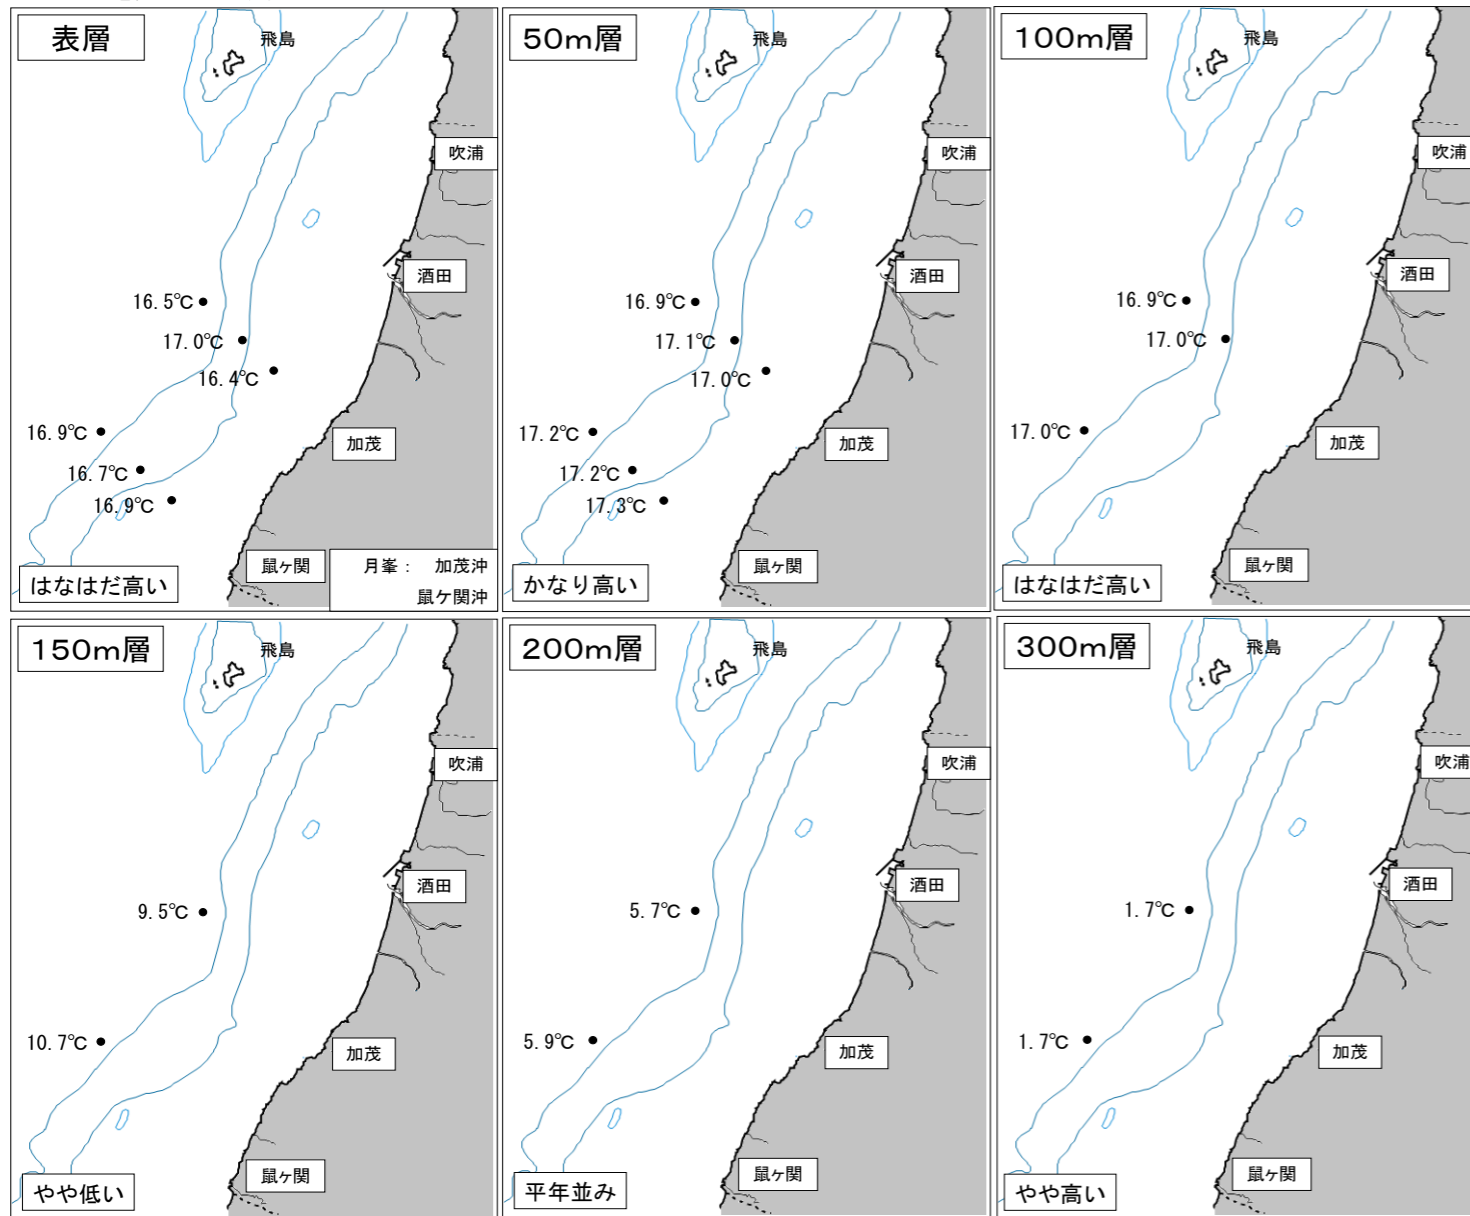 表層
飛島
吹浦
酒田
16.5℃
17.0℃
16.4℃
16.9℃
加茂
16.7℃
16.9℃
鼠ヶ関
はなはだ高い
月峯： 加茂沖
鼠ケ関沖
50m層
飛島
吹浦
酒田
16.9℃
17.1℃
17.0℃
17.2℃
加茂
17.2℃
17.3℃
鼠ヶ関
かなり高い
100m層
飛島
吹浦
酒田
16.9℃
17.0℃
17.0℃
加茂
鼠ヶ関
はなはだ高い
150m層
飛島
吹浦
酒田
9.5℃
10.7℃
加茂
鼠ヶ関
やや低い
200m層
飛島
吹浦
酒田
5.7℃
5.9℃
加茂
鼠ヶ関
平年並み
300m層
飛島
吹浦
酒田
1.7℃
1.7℃
加茂
鼠ヶ関
やや高い